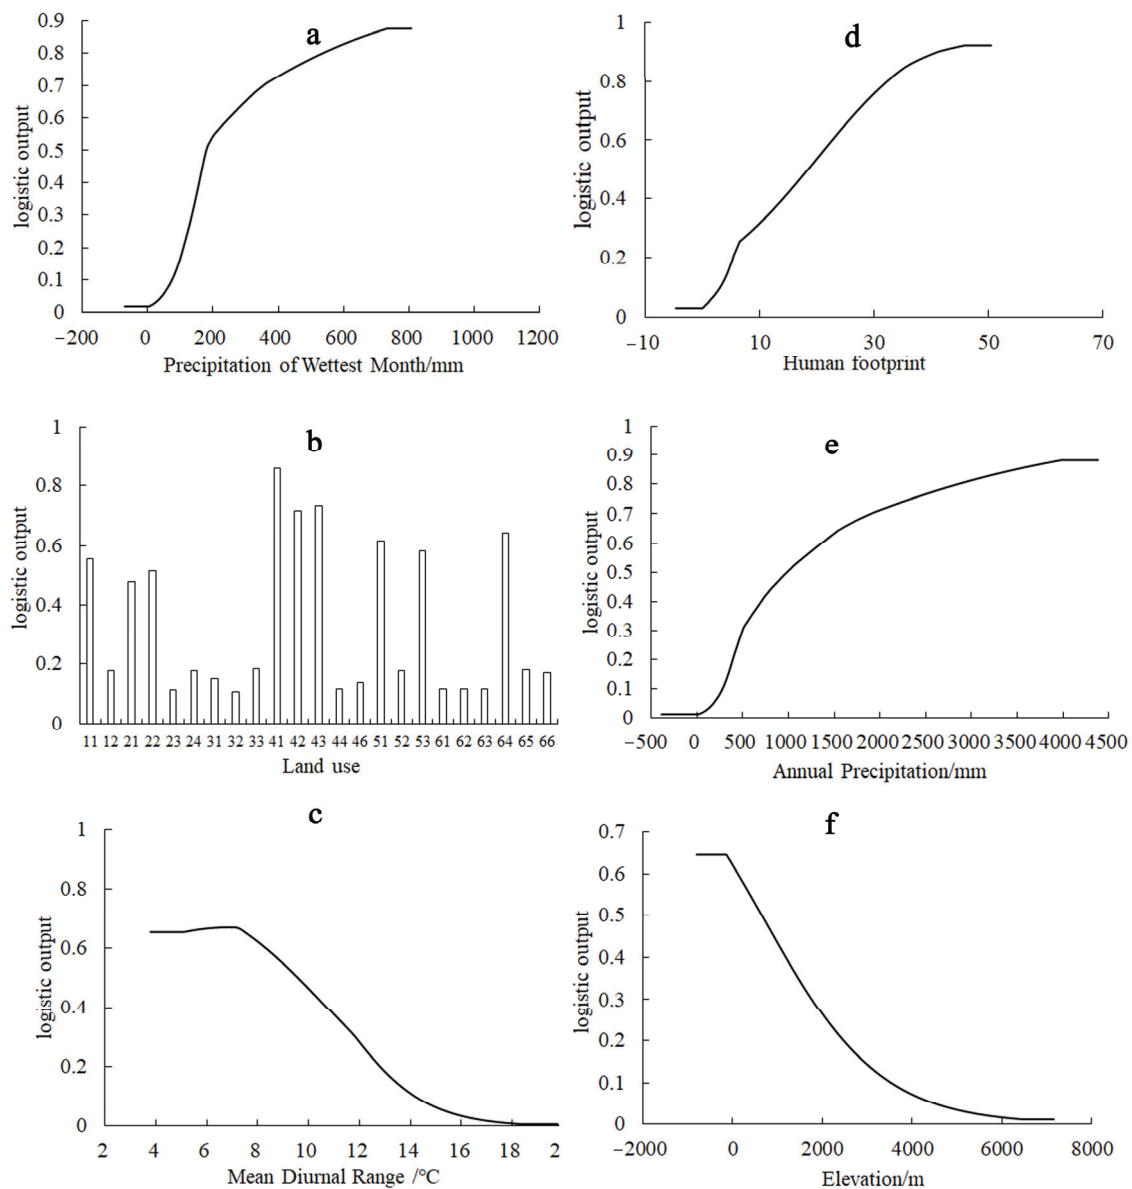 a
0.9
0.8
0.7
0.6
0.5
0.4
0.3
0.2
0.1
0
logistic output
−200 0 200 400 600 800 1000 1200
Precipitation of Wettest Month/mm
d
1
0.8
0.6
0.4
0.2
0
logistic output
−10 10 30 50 70
Human footprint
b
1
0.8
0.6
0.4
0.2
0
logistic output
11 12 21 22 23 24 31 32 33 41 42 43 44 46 51 52 53 61 62 63 64 65 66
Land use
e
1
0.9
0.8
0.7
0.6
0.5
0.4
0.3
0.2
0.1
0
logistic output
−500 0 500 1000 1500 2000 2500 3000 3500 4000 4500
Annual Precipitation/mm
c
1
0.8
0.6
0.4
0.2
0
logistic output
2 4 6 8 10 12 14 16 18 2
Mean Diurnal Range /°C
f
0.7
0.6
0.5
0.4
0.3
0.2
0.1
0
logistic output
−2000 0 2000 4000 6000 8000
Elevation/m